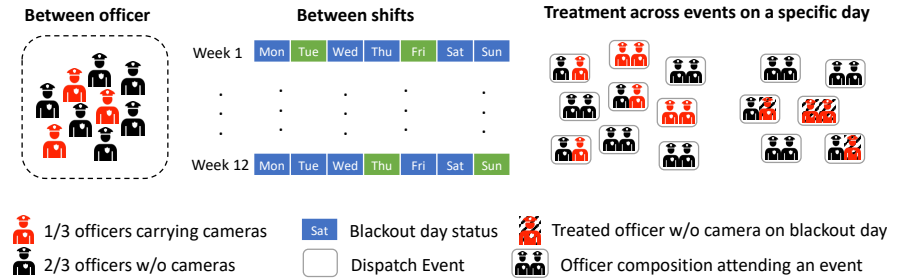 Between officer
Between shifts
Treatment across events on a specific day
Week 1 Mon Tue Wed Thu Fri Sat Sun
Week 12 Mon Tue Wed Thu Fri Sat Sun
1/3 officers carrying cameras
Sat Blackout day status
Treated officer w/o camera on blackout day
2/3 officers w/o cameras
Dispatch Event
Officer composition attending an event